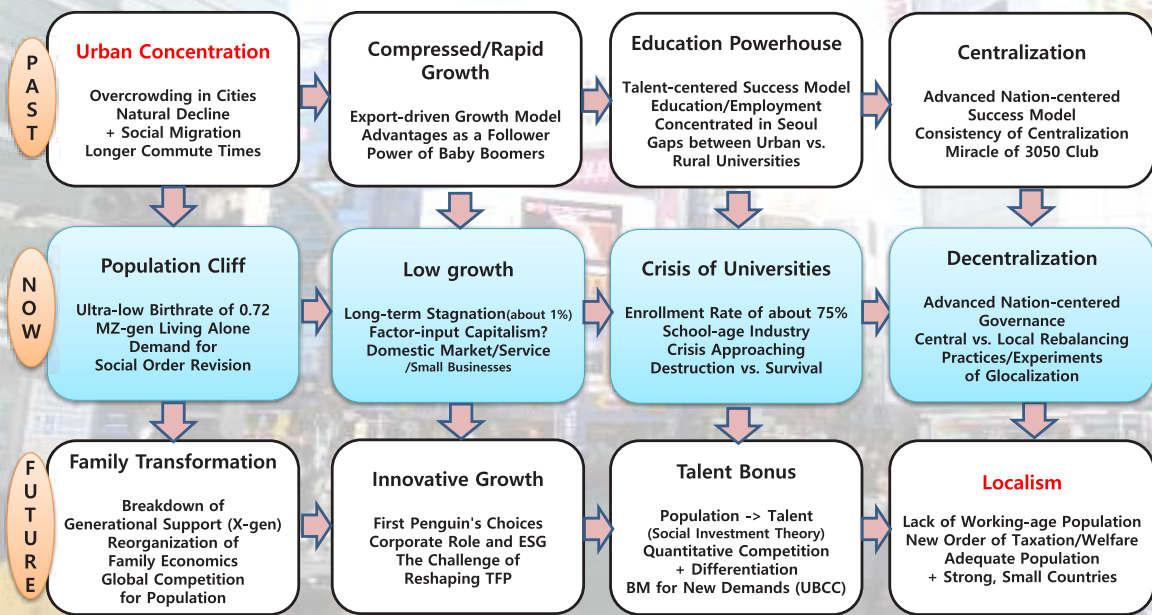 PAST
Urban Concentration
Overcrowding in Cities
Natural Decline
+ Social Migration
Longer Commute Times
Compressed/Rapid
Growth
Export-driven Growth Model
Advantages as a Follower
Power of Baby Boomers
Education Powerhouse
Talent-centered Success Model
Education/Employment
Concentrated in Seoul
Gaps between Urban vs.
Rural Universities
Centralization
Advanced Nation-centered
Success Model
Consistency of Centralization
Miracle of 3050 Club
NOW
Population Cliff
Ultra-low Birthrate of 0.72
MZ-gen Living Alone
Demand for
Social Order Revision
Low growth
Long-term Stagnation(about 1%)
Factor-input Capitalism?
Domestic Market/Service
/Small Businesses
Crisis of Universities
Enrollment Rate of about 75%
School-age Industry
Crisis Approaching
Destruction vs. Survival
Decentralization
Advanced Nation-centered
Governance
Central vs. Local Rebalancing
Practices/Experiments
of Glocalization
FUTURE
Family Transformation
Breakdown of
Generational Support (X-gen)
Reorganization of
Family Economics
Global Competition
for Population
Innovative Growth
First Penguin's Choices
Corporate Role and ESG
The Challenge of
Reshaping TFP
Talent Bonus
Population -> Talent
(Social Investment Theory)
Quantitative Competition
+ Differentiation
BM for New Demands (UBCC)
Localism
Lack of Working-age Population
New Order of Taxation/Welfare
Adequate Population
+ Strong, Small Countries